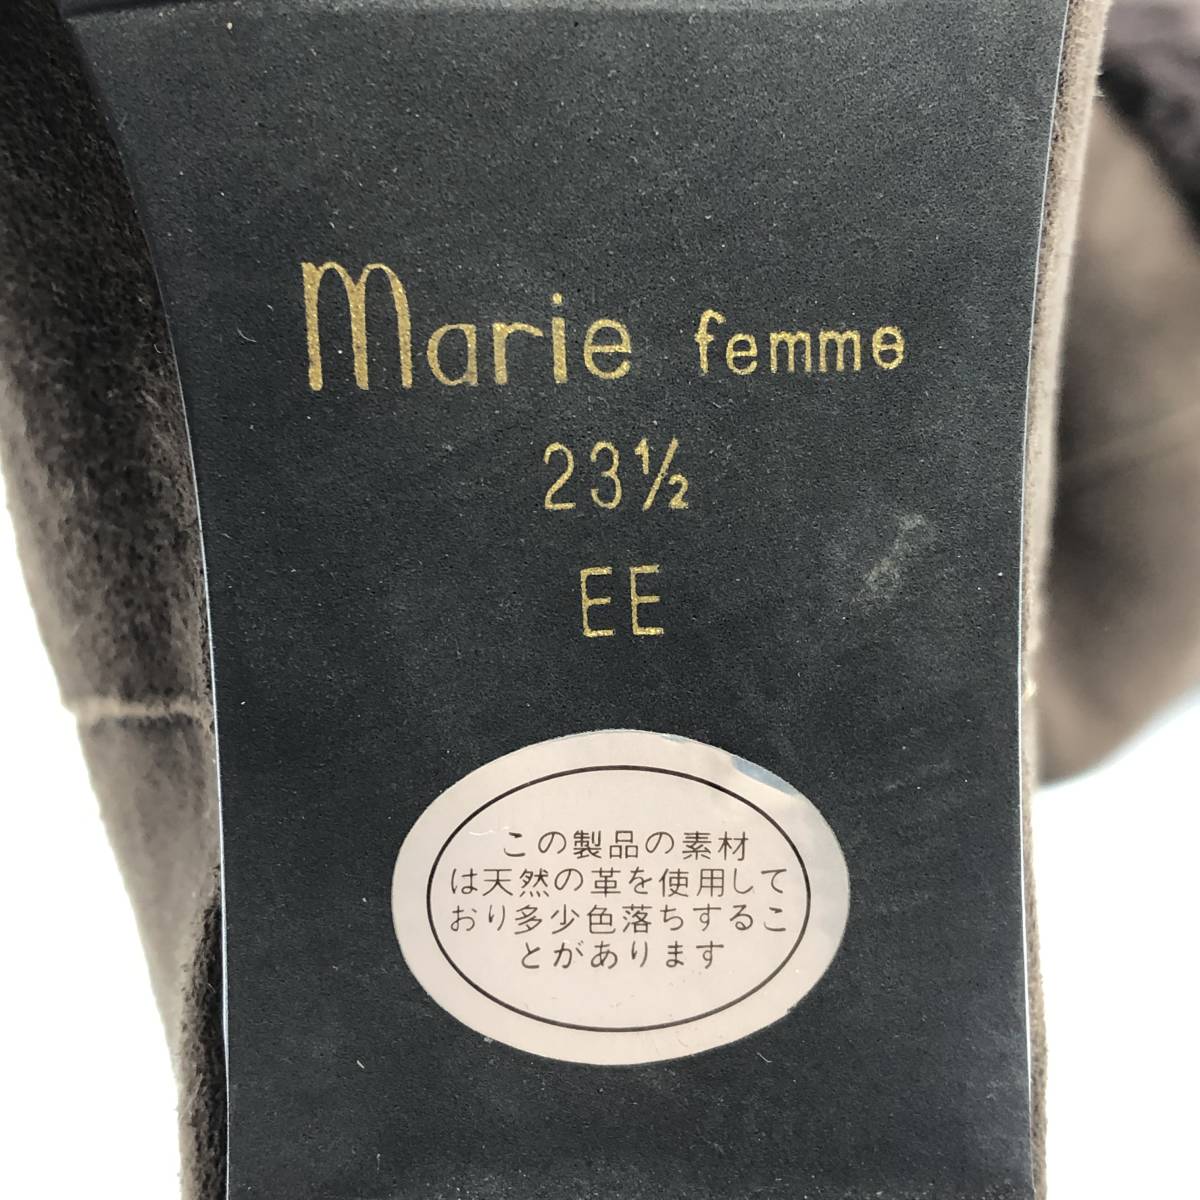 Marie femme
23½
EE
この製品の素材
は天然の革を使用して
おり多少色落ちするこ
とがあります